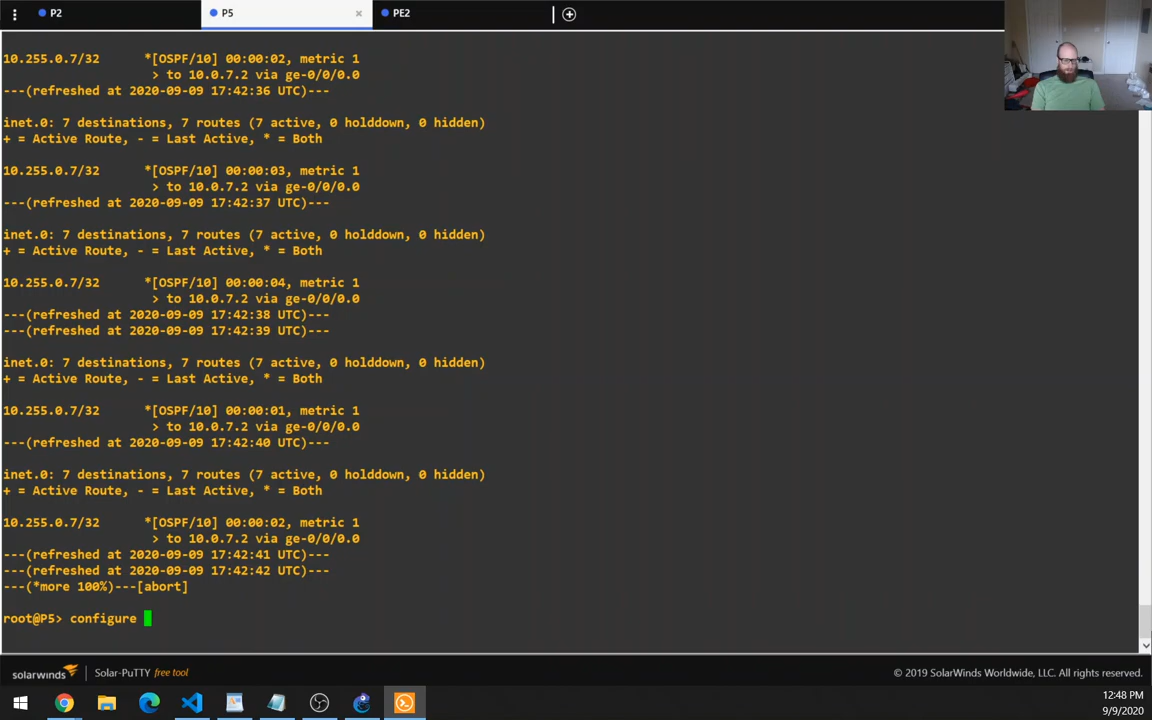 P2
P5
PE2
10.255.0.7/32 *[OSPF/10] 00:00:02, metric 1
> to 10.0.7.2 via ge-0/0/0.0
---(refreshed at 2020-09-09 17:42:36 UTC)---
inet.0: 7 destinations, 7 routes (7 active, 0 holddown, 0 hidden)
+ = Active Route, - = Last Active, * = Both
10.255.0.7/32 *[OSPF/10] 00:00:03, metric 1
> to 10.0.7.2 via ge-0/0/0.0
---(refreshed at 2020-09-09 17:42:37 UTC)---
inet.0: 7 destinations, 7 routes (7 active, 0 holddown, 0 hidden)
+ = Active Route, - = Last Active, * = Both
10.255.0.7/32 *[OSPF/10] 00:00:04, metric 1
> to 10.0.7.2 via ge-0/0/0.0
---(refreshed at 2020-09-09 17:42:38 UTC)---
---(refreshed at 2020-09-09 17:42:39 UTC)---
inet.0: 7 destinations, 7 routes (7 active, 0 holddown, 0 hidden)
+ = Active Route, - = Last Active, * = Both
10.255.0.7/32 *[OSPF/10] 00:00:01, metric 1
> to 10.0.7.2 via ge-0/0/0.0
---(refreshed at 2020-09-09 17:42:40 UTC)---
inet.0: 7 destinations, 7 routes (7 active, 0 holddown, 0 hidden)
+ = Active Route, - = Last Active, * = Both
10.255.0.7/32 *[OSPF/10] 00:00:02, metric 1
> to 10.0.7.2 via ge-0/0/0.0
---(refreshed at 2020-09-09 17:42:41 UTC)---
---(refreshed at 2020-09-09 17:42:42 UTC)---
---(*more 100%)---[abort]
root@P5> configure
solarwinds Solar-PuTTY free tool
© 2019 SolarWinds Worldwide, LLC. All rights reserved.
12:48 PM
9/9/2020